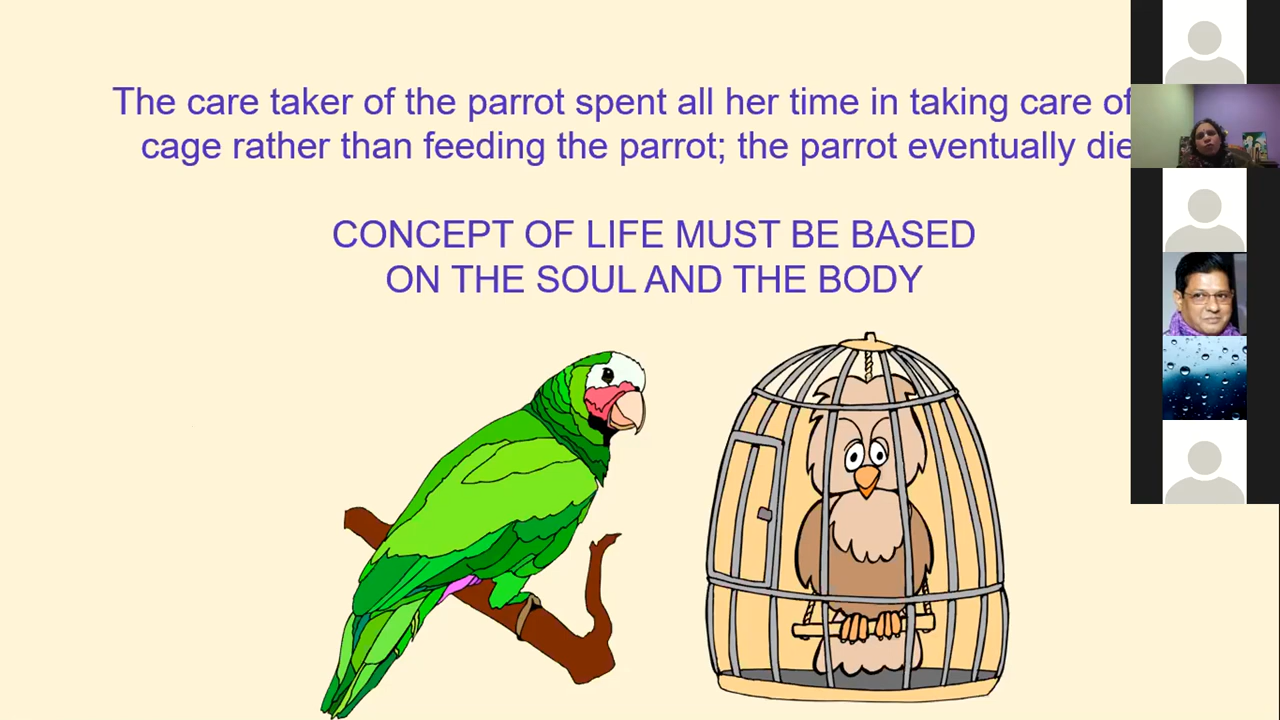 The care taker of the parrot spent all her time in taking care of
cage rather than feeding the parrot; the parrot eventually die
CONCEPT OF LIFE MUST BE BASED
ON THE SOUL AND THE BODY